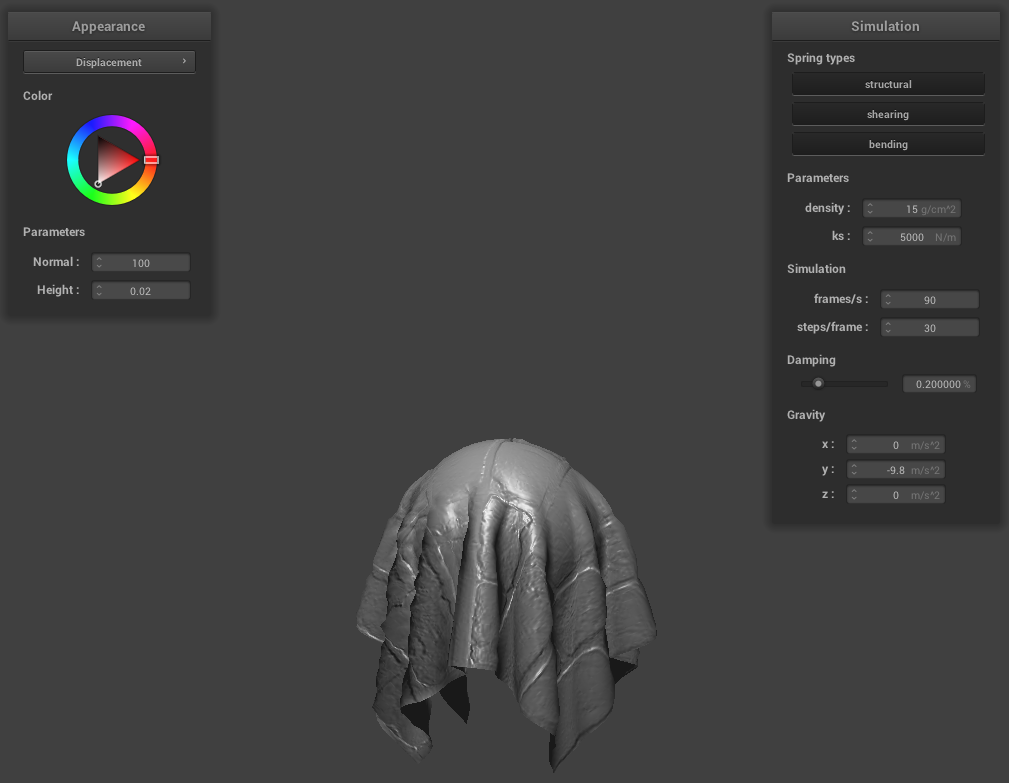 Appearance
Displacement ›
Color
Parameters
Normal : 100
Height : 0.02
Simulation
Spring types
structural
shearing
bending
Parameters
density : 15 g/cm^2
ks : 5000 N/m
Simulation
frames/s : 90
steps/frame : 30
Damping
0.200000 %
Gravity
x : 0 m/s^2
y : -9.8 m/s^2
z : 0 m/s^2